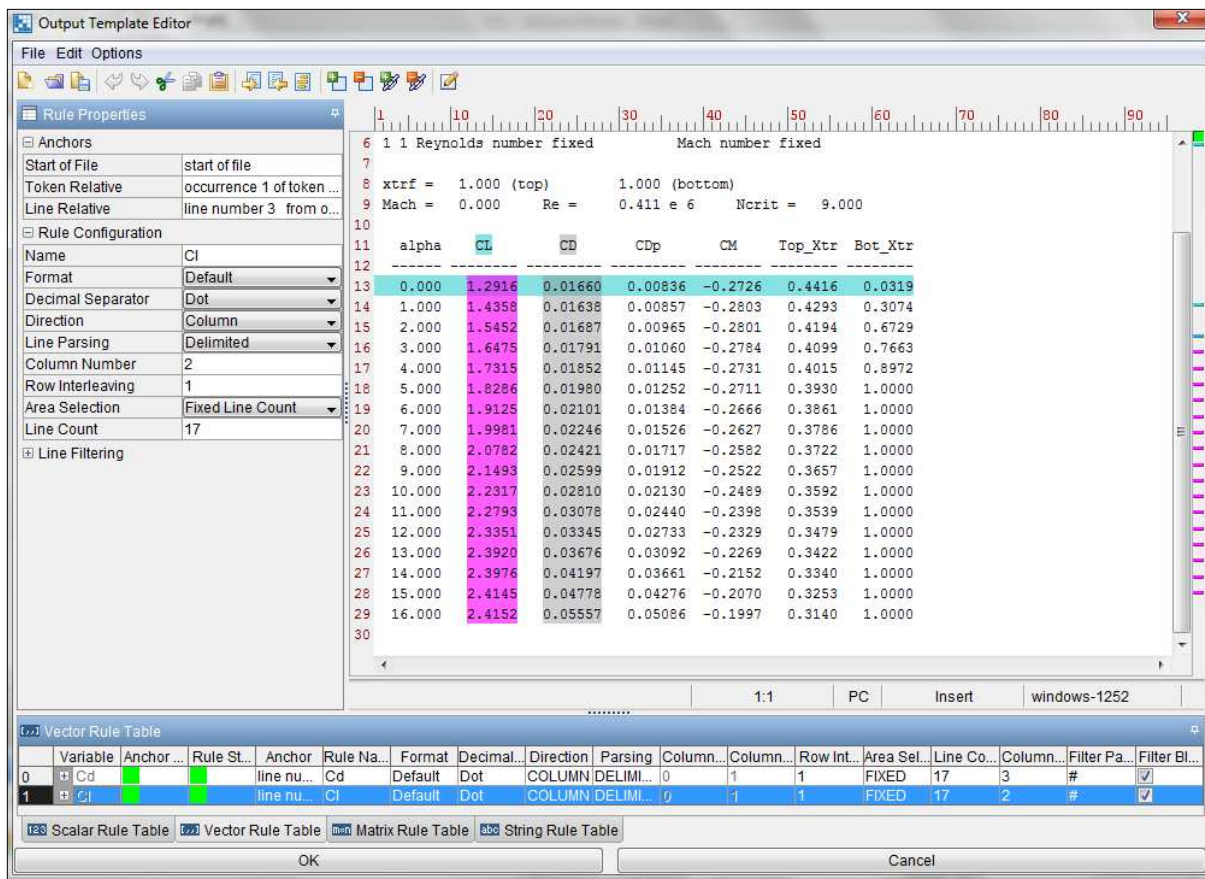 Output Template Editor
File Edit Options
Rule Properties
Anchors
Start of File start of file
Token Relative occurrence 1 of token ...
Line Relative line number 3 from o...
Rule Configuration
Name Cl
Format Default
Decimal Separator Dot
Direction Column
Line Parsing Delimited
Column Number 2
Row Interleaving 1
Area Selection Fixed Line Count
Line Count 17
Line Filtering
1 10 20 30 40 50 60 70 80 90
6 1 1 Reynolds number fixed Mach number fixed
7
8 xtrf = 1.000 (top) 1.000 (bottom)
9 Mach = 0.000 Re = 0.411 e 6 Ncrit = 9.000
10
11 alpha CL CD CDp CM Top_Xtr Bot_Xtr
12 ------ -------- --------- --------- -------- -------- --------
13 0.000 1.2916 0.01660 0.00836 -0.2726 0.4416 0.0319
14 1.000 1.4358 0.01638 0.00857 -0.2803 0.4293 0.3074
15 2.000 1.5452 0.01687 0.00965 -0.2801 0.4194 0.6729
16 3.000 1.6475 0.01791 0.01060 -0.2784 0.4099 0.7663
17 4.000 1.7315 0.01852 0.01145 -0.2731 0.4015 0.8972
18 5.000 1.8286 0.01980 0.01252 -0.2711 0.3930 1.0000
19 6.000 1.9125 0.02101 0.01384 -0.2666 0.3861 1.0000
20 7.000 1.9981 0.02246 0.01526 -0.2627 0.3786 1.0000
21 8.000 2.0782 0.02421 0.01717 -0.2582 0.3722 1.0000
22 9.000 2.1493 0.02599 0.01912 -0.2522 0.3657 1.0000
23 10.000 2.2317 0.02810 0.02130 -0.2489 0.3592 1.0000
24 11.000 2.2793 0.03078 0.02440 -0.2398 0.3539 1.0000
25 12.000 2.3351 0.03345 0.02733 -0.2329 0.3479 1.0000
26 13.000 2.3920 0.03676 0.03092 -0.2269 0.3422 1.0000
27 14.000 2.3976 0.04197 0.03661 -0.2152 0.3340 1.0000
28 15.000 2.4145 0.04778 0.04276 -0.2070 0.3253 1.0000
29 16.000 2.4152 0.05557 0.05086 -0.1997 0.3140 1.0000
30
1:1 PC Insert windows-1252
Vector Rule Table
Variable Anchor ... Rule St... Anchor Rule Na... Format Decimal... Direction Parsing Column... Column... Row Int... Area Sel... Line Co... Column... Filter Pa... Filter Bl...
0 Cd line nu... Cd Default Dot COLUMN DELIMI... 0 1 1 FIXED 17 3 #
1 Cl line nu... Cl Default Dot COLUMN DELIMI... 0 1 1 FIXED 17 2 #
123 Scalar Rule Table Vector Rule Table m×n Matrix Rule Table abc String Rule Table
OK Cancel